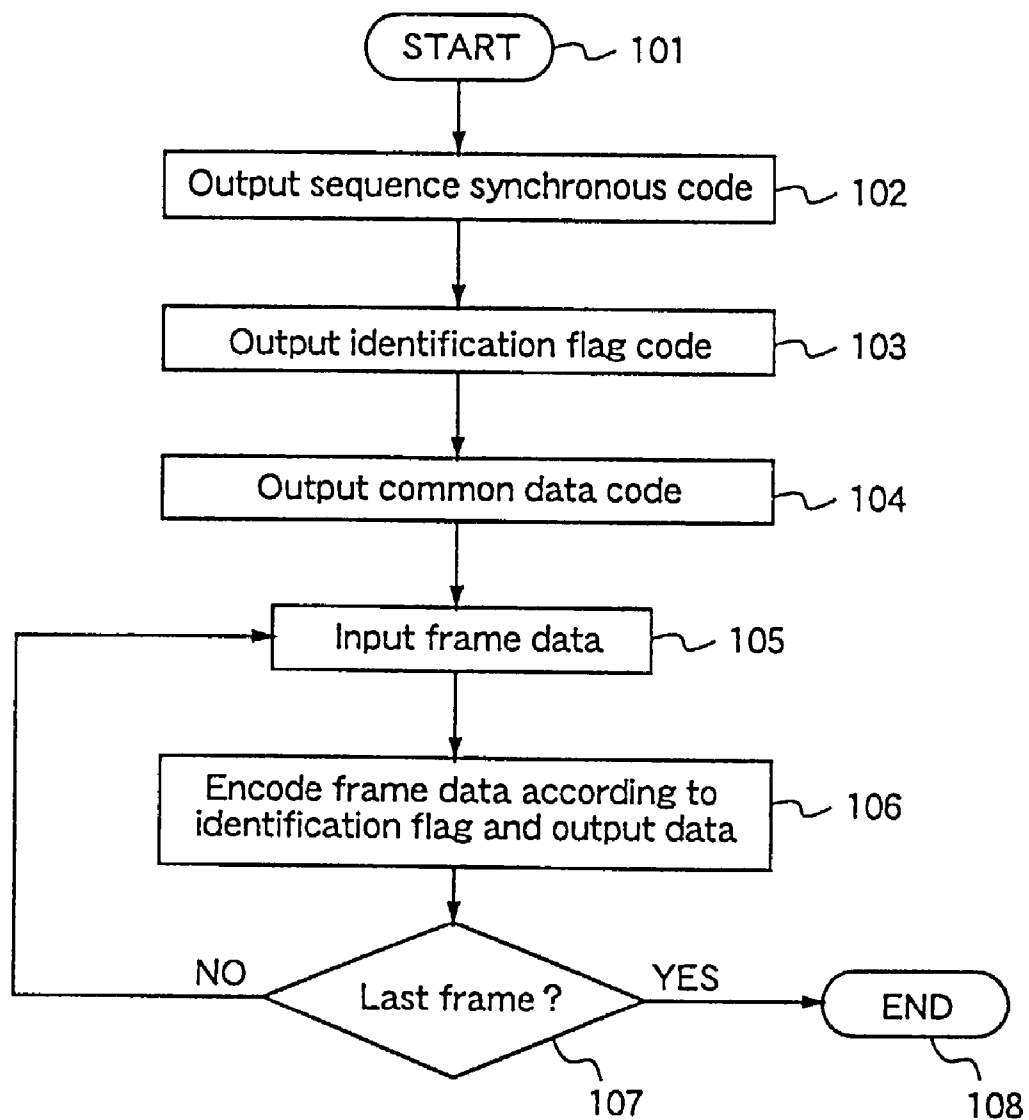 START
101
Output sequence synchronous code
102
Output identification flag code
103
Output common data code
104
Input frame data
105
Encode frame data according to
identification flag and output data
106
NO
Last frame ?
YES
END
107
108